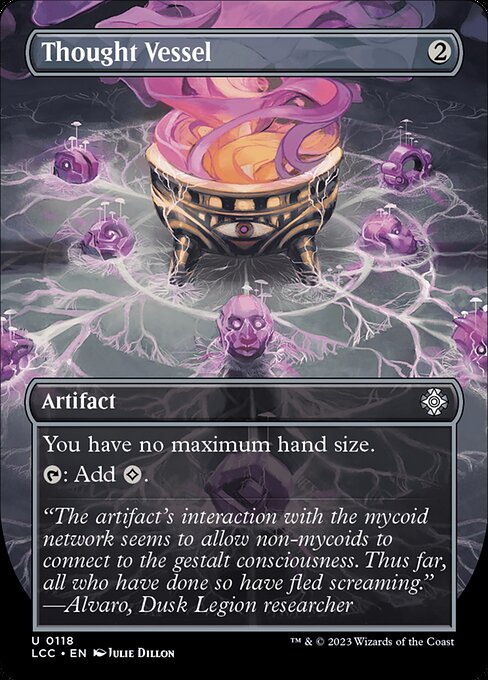 Thought Vessel 2
Artifact
You have no maximum hand size.
: Add .
“The artifact’s interaction with the mycoid
network seems to allow non-mycoids to
connect to the gestalt consciousness. Thus far,
all who have done so have fled screaming.”
—Alvaro, Dusk Legion researcher
U 0118
LCC • EN Julie Dillon
™ & © 2023 Wizards of the Coast